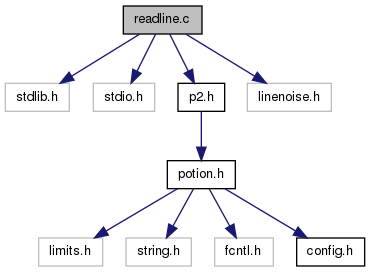 readline.c
stdlib.h stdio.h p2.h linenoise.h
potion.h
limits.h string.h fcntl.h config.h